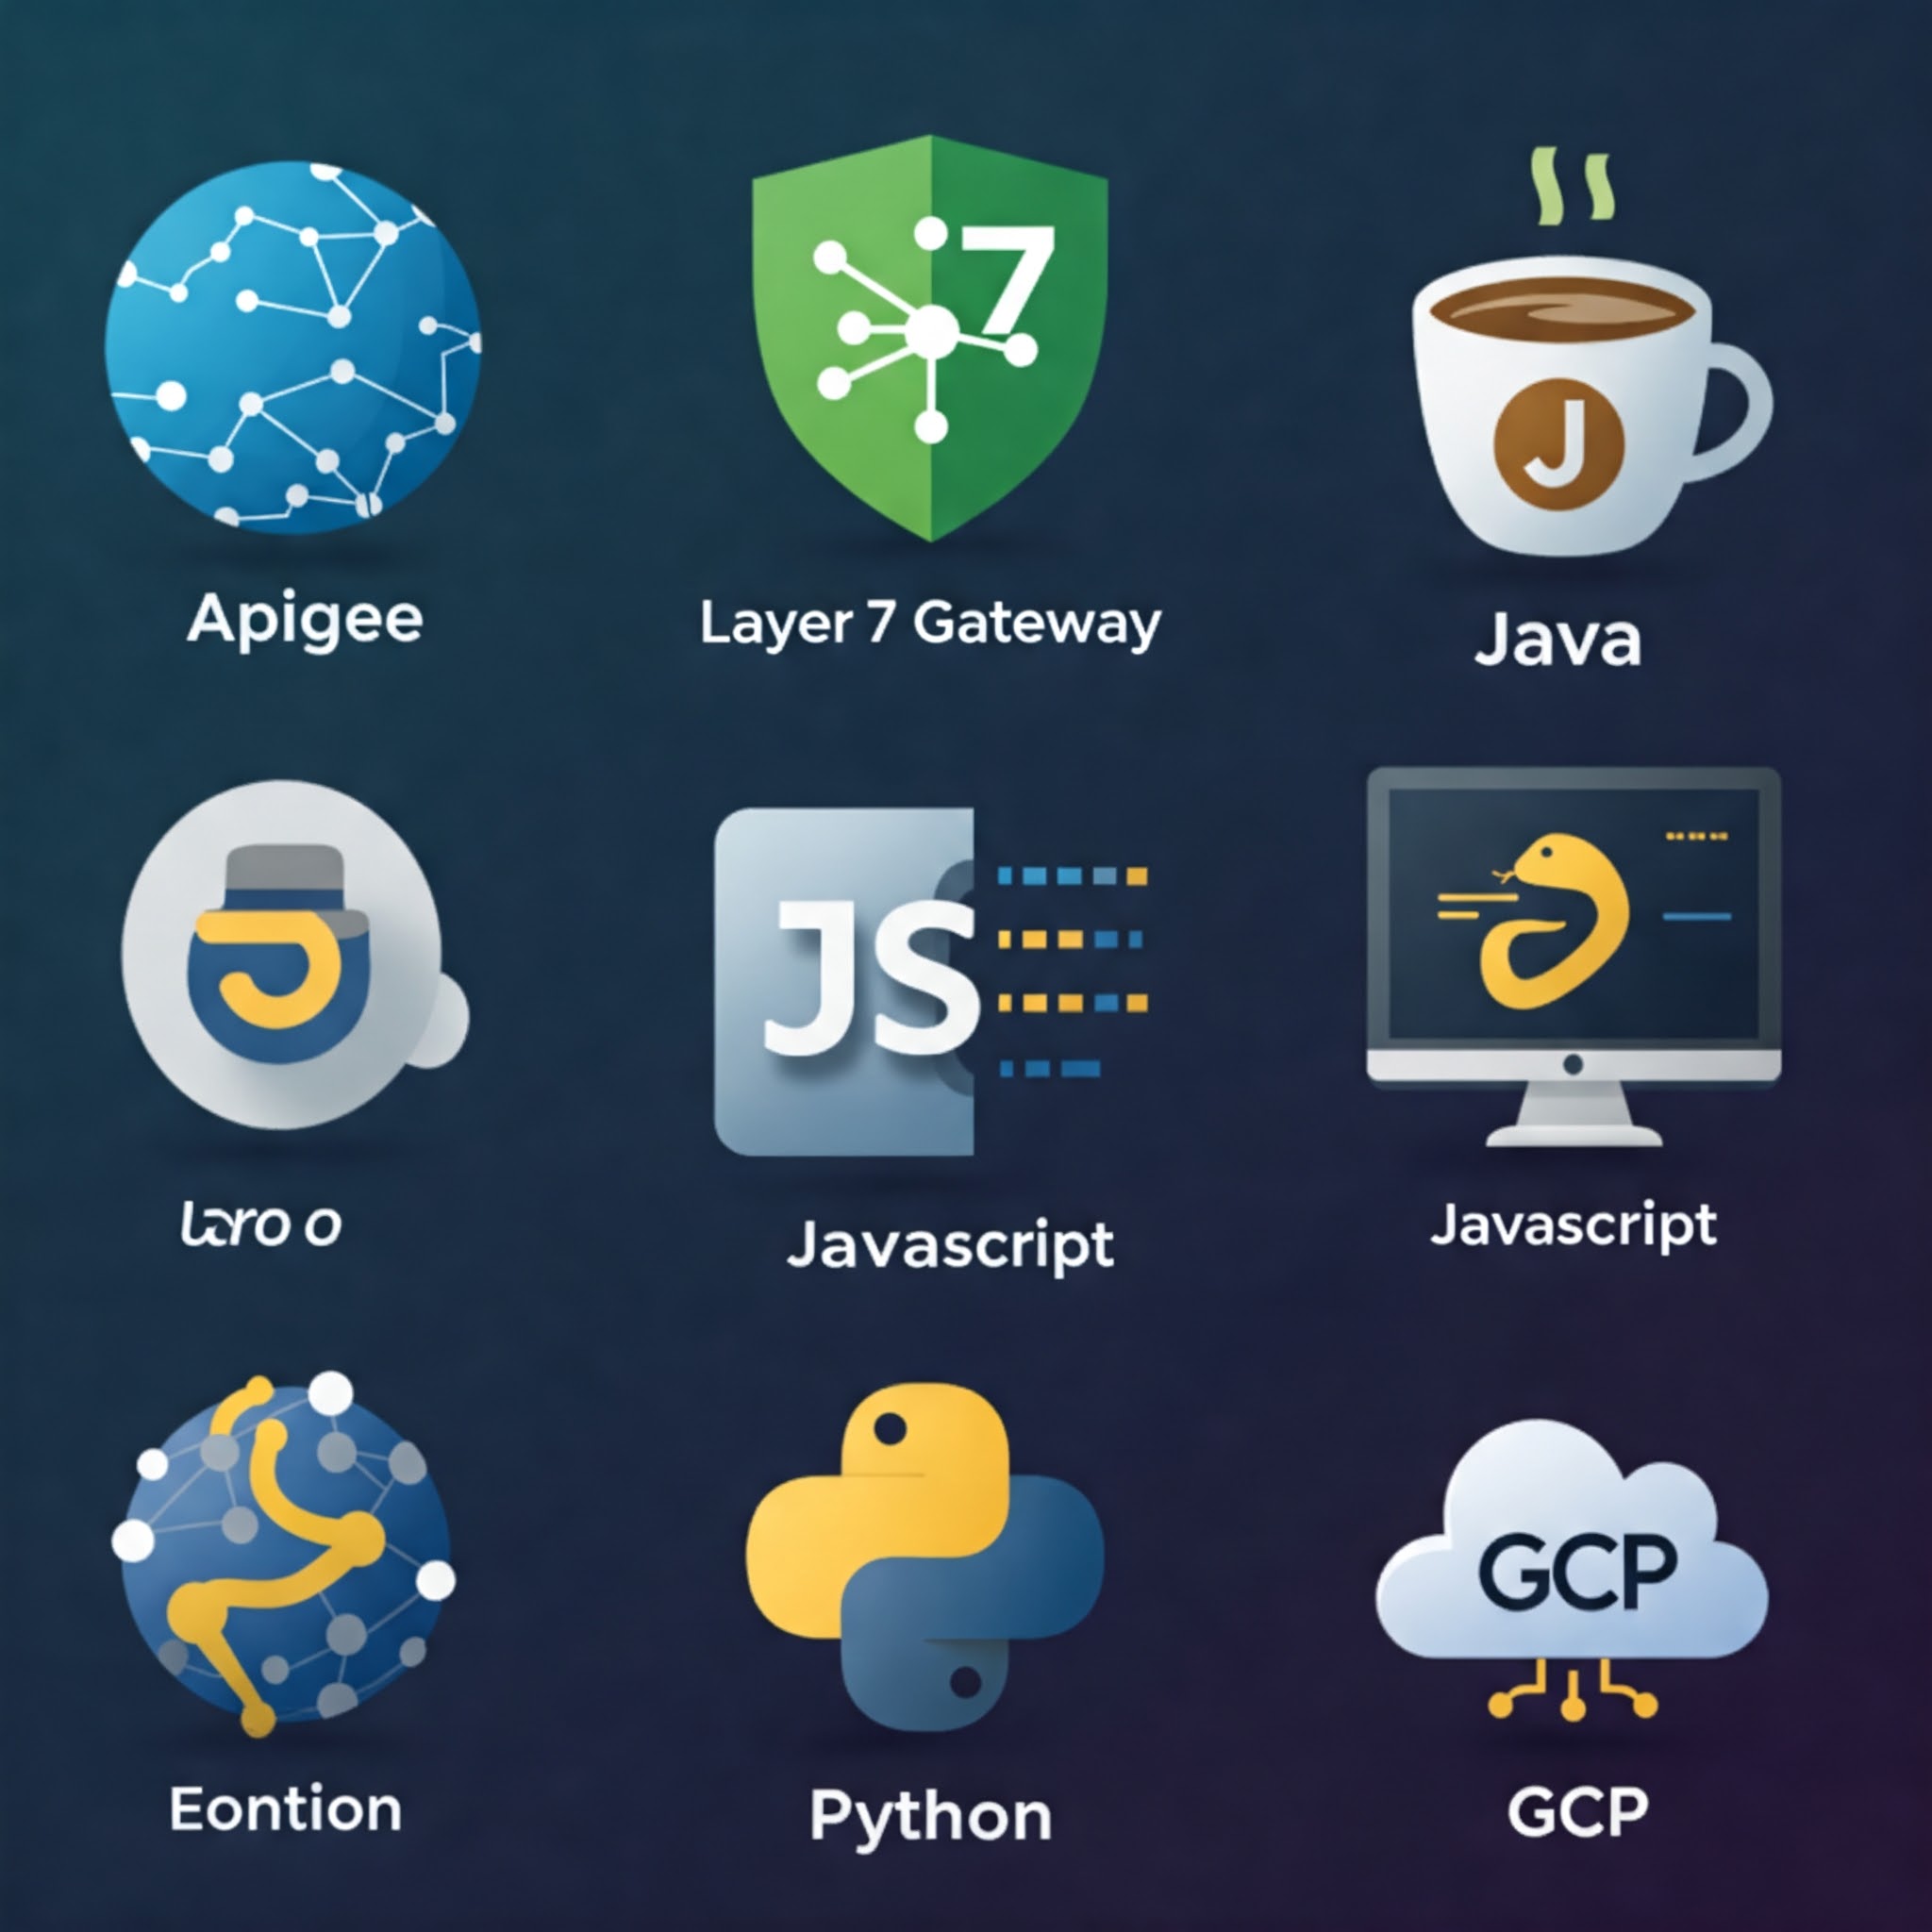 7
J
Apigee
Layer 7 Gateway
Java
JS
Javascript
Javascript
GCP
Eontion
Python
GCP